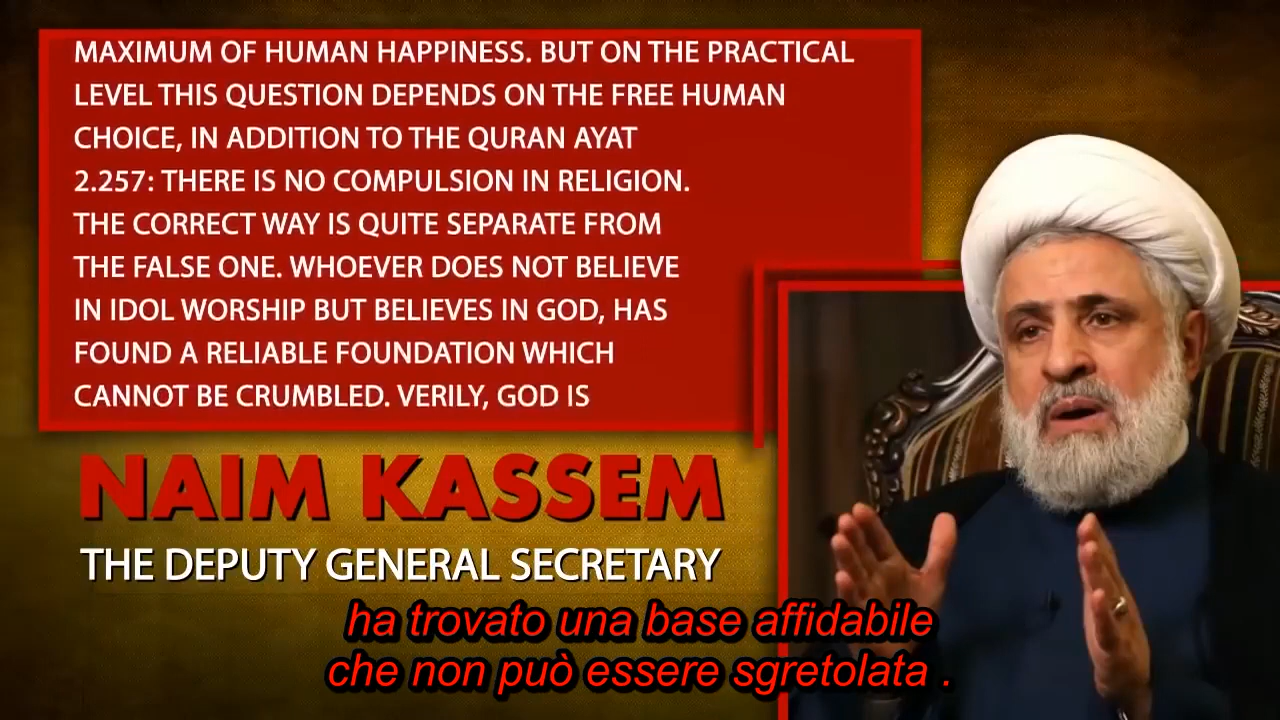 MAXIMUM OF HUMAN HAPPINESS. BUT ON THE PRACTICAL
LEVEL THIS QUESTION DEPENDS ON THE FREE HUMAN
CHOICE, IN ADDITION TO THE QURAN AYAT
2.257: THERE IS NO COMPULSION IN RELIGION.
THE CORRECT WAY IS QUITE SEPARATE FROM
THE FALSE ONE. WHOEVER DOES NOT BELIEVE
IN IDOL WORSHIP BUT BELIEVES IN GOD, HAS
FOUND A RELIABLE FOUNDATION WHICH
CANNOT BE CRUMBLED. VERILY, GOD IS
NAIM KASSEM
THE DEPUTY GENERAL SECRETARY
ha trovato una base affidabile
che non può essere sgretolata .